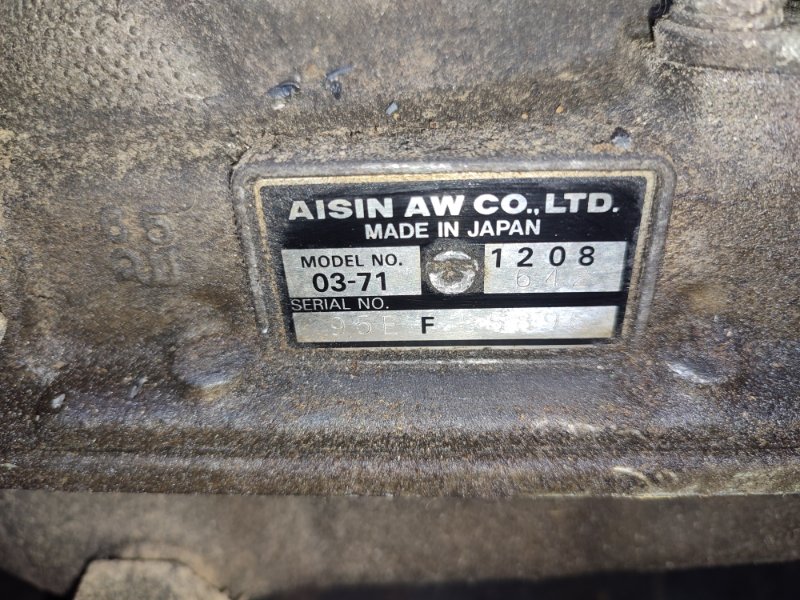 AISIN AW CO., LTD.
MADE IN JAPAN
MODEL NO.
03-71
1208
SERIAL NO.
F